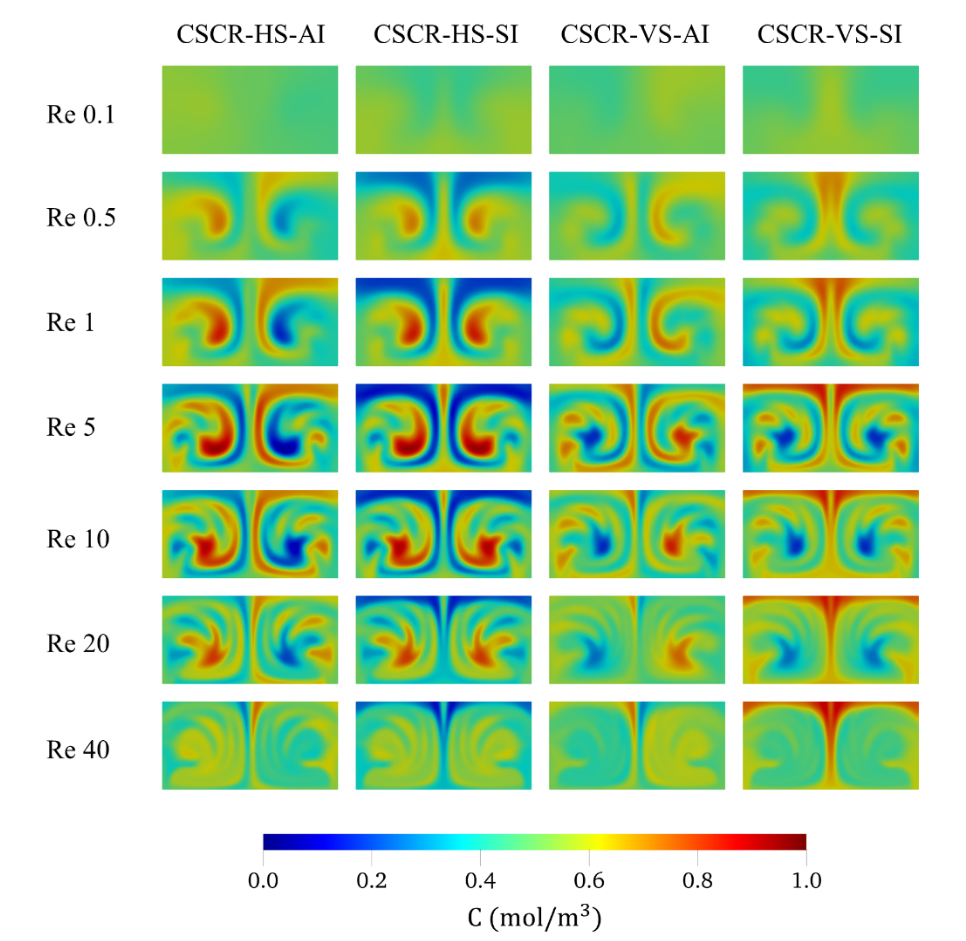 CSCR-HS-AI CSCR-HS-SI CSCR-VS-AI CSCR-VS-SI
Re 0.1
Re 0.5
Re 1
Re 5
Re 10
Re 20
Re 40
0.0 0.2 0.4 0.6 0.8 1.0
C (mol/m³)